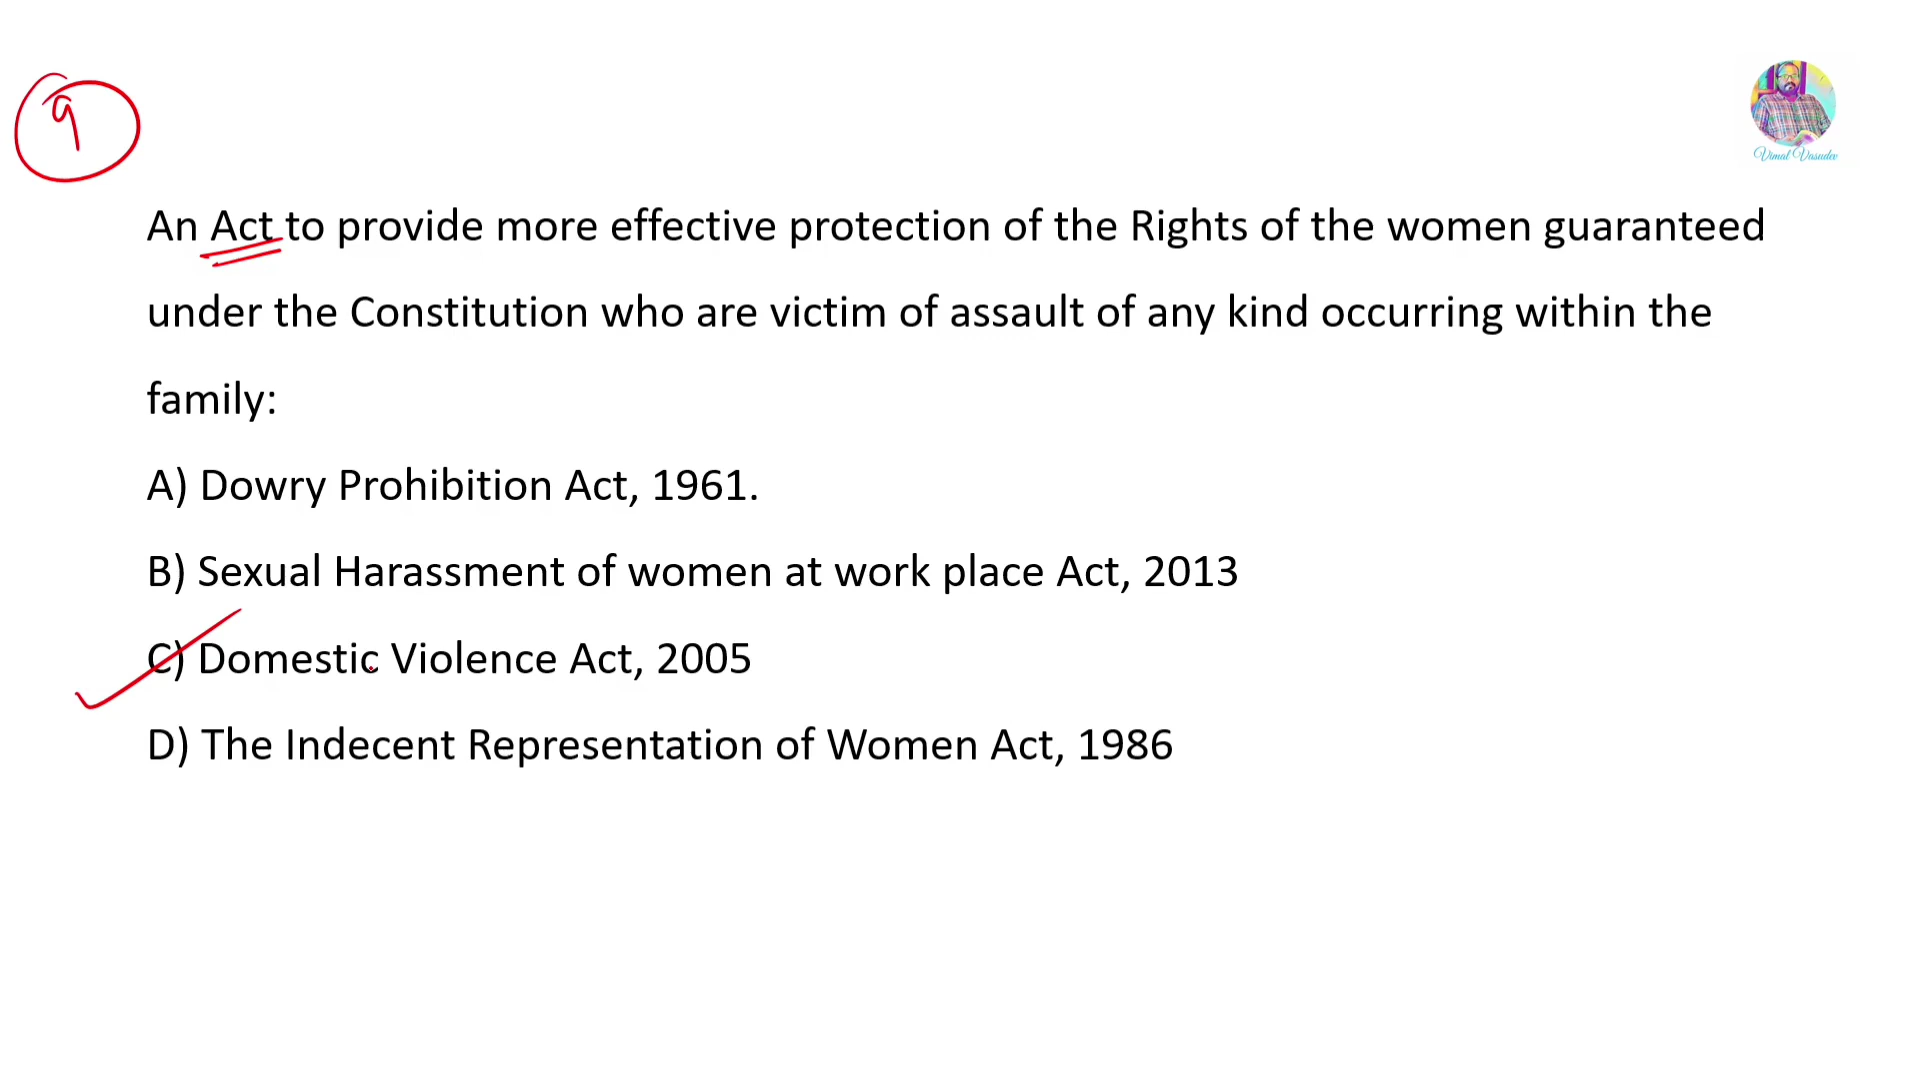 9
Vimal Vasudev
An Act to provide more effective protection of the Rights of the women guaranteed
under the Constitution who are victim of assault of any kind occurring within the
family:
A) Dowry Prohibition Act, 1961.
B) Sexual Harassment of women at work place Act, 2013
C) Domestic Violence Act, 2005
D) The Indecent Representation of Women Act, 1986